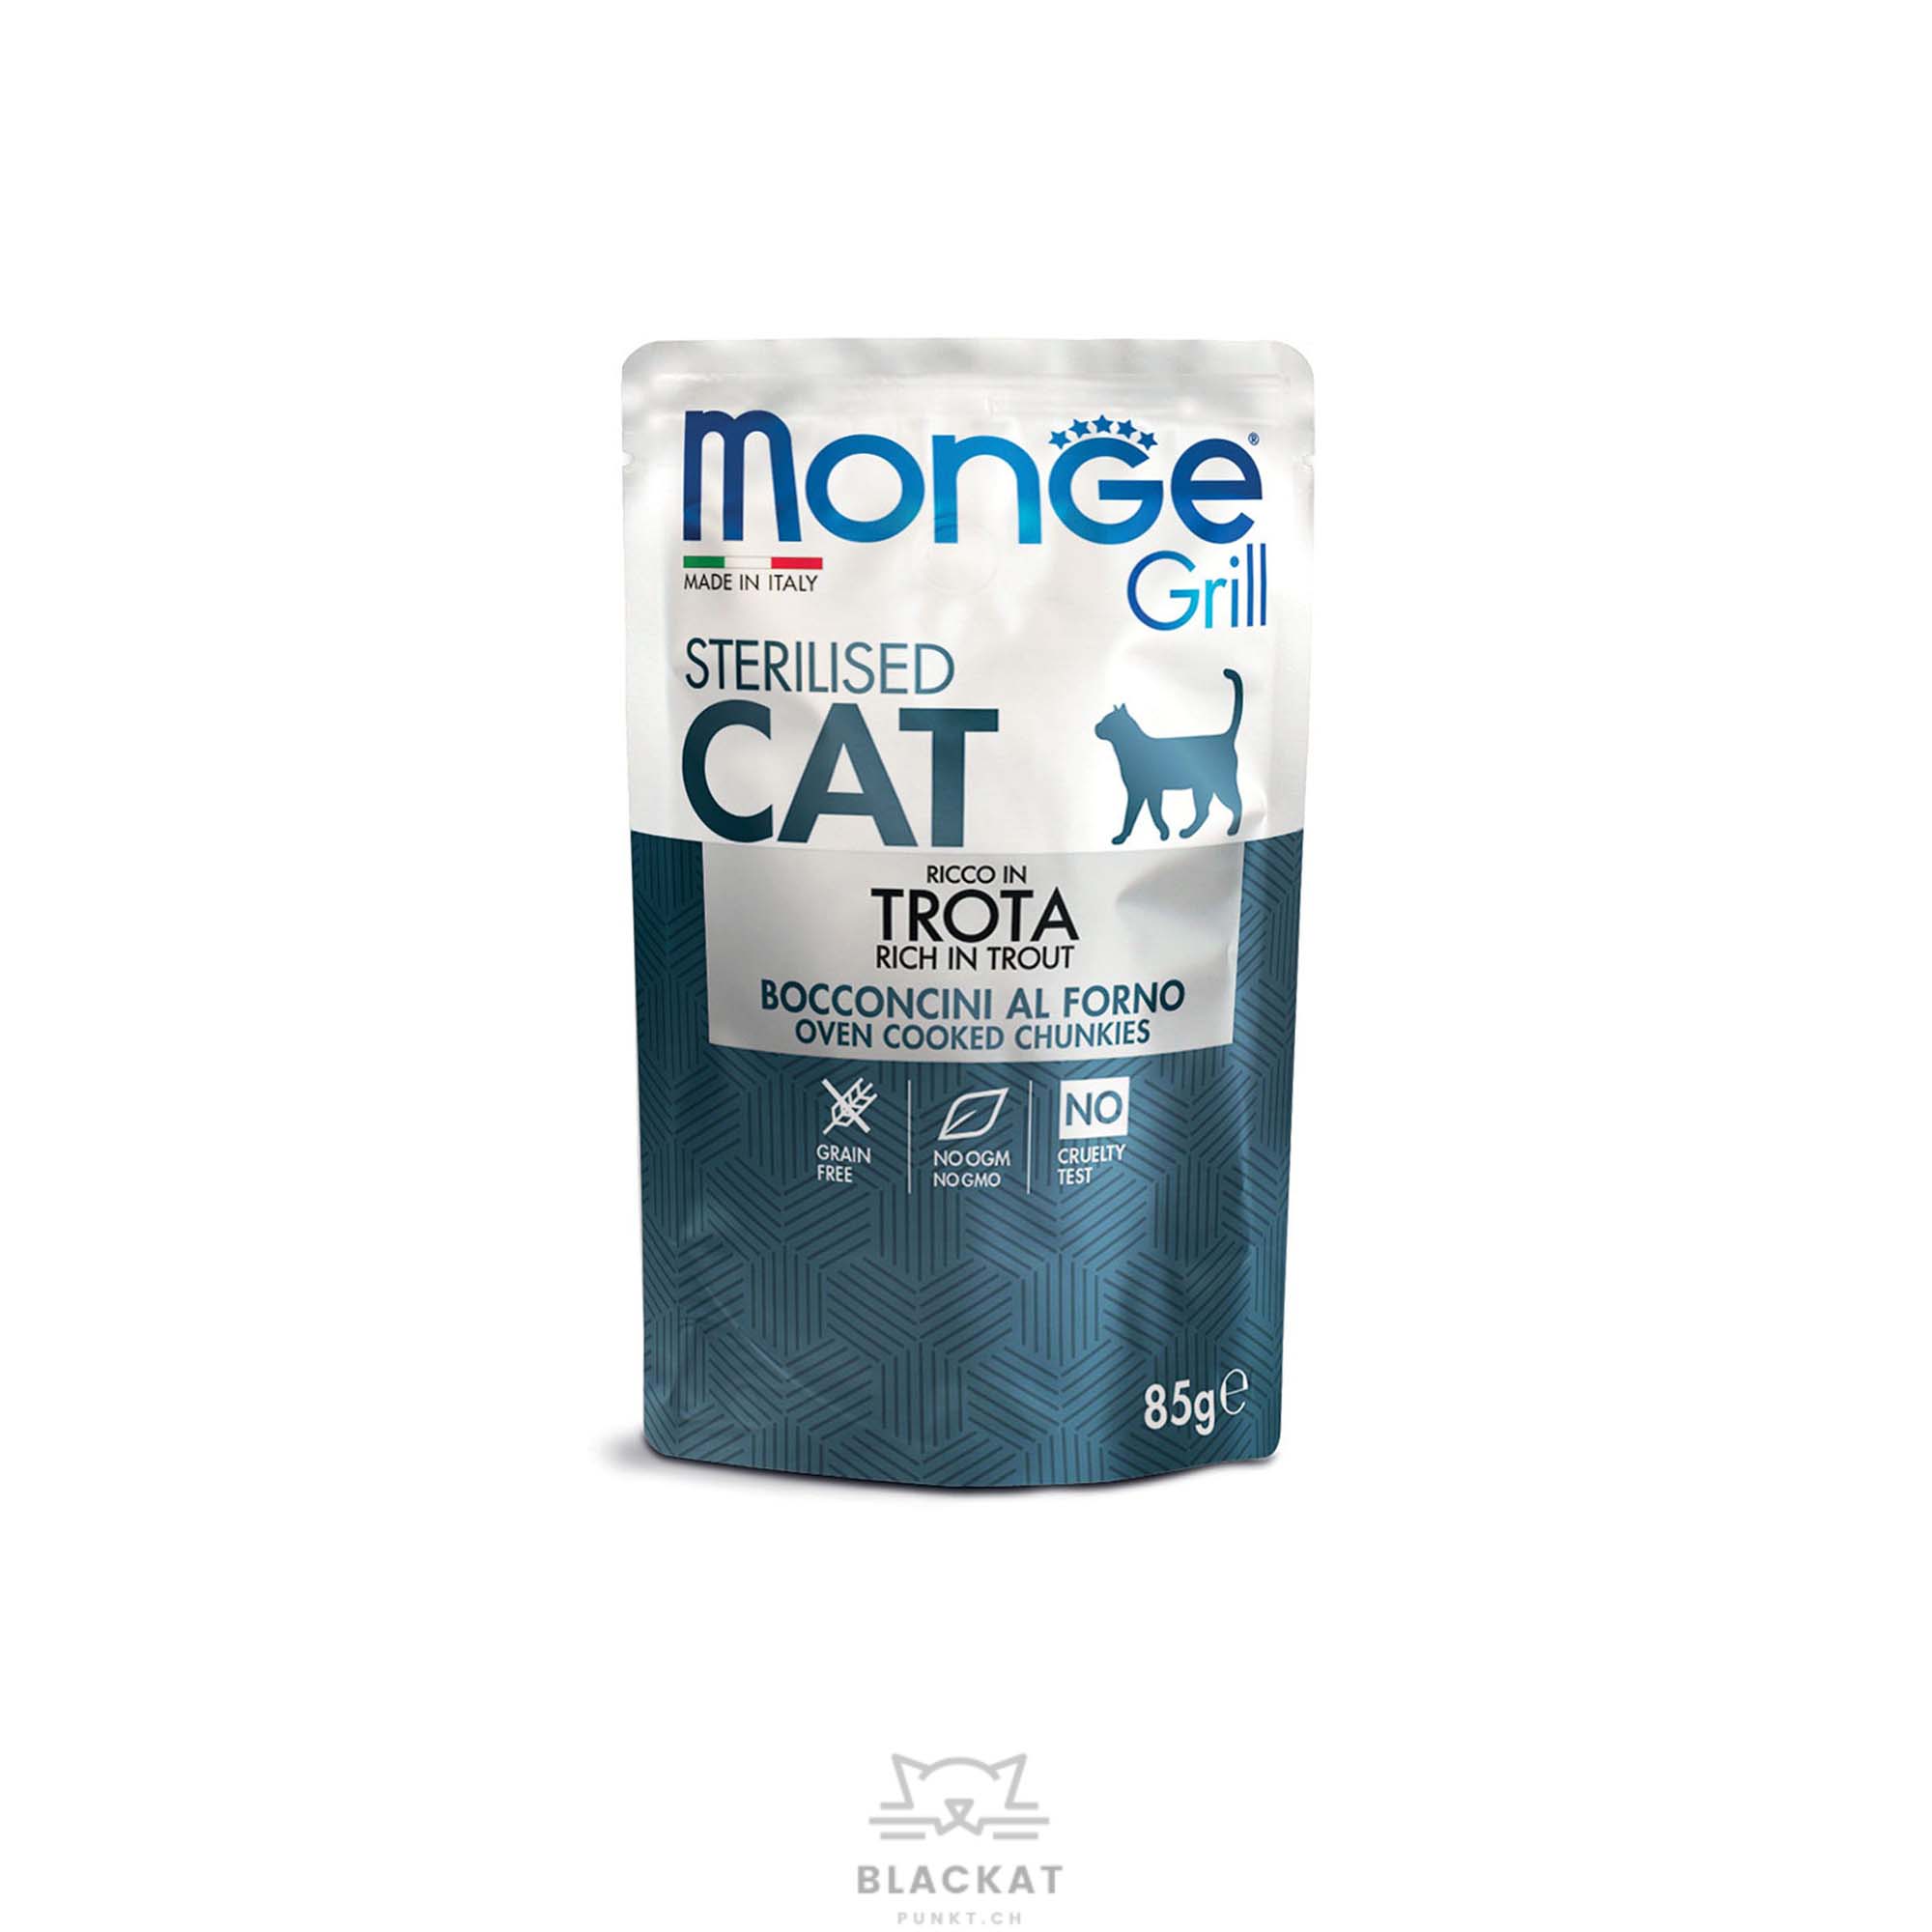 monGe®
MADE IN ITALY
Grill
STERILISED
CAT
RICCO IN
TROTA
RICH IN TROUT
BOCCONCINI AL FORNO
OVEN COOKED CHUNKIES
GRAIN
FREE
NO OGM
NO GMO
NO
CRUELTY
TEST
85g℮
BLACKAT
PUNKT.CH